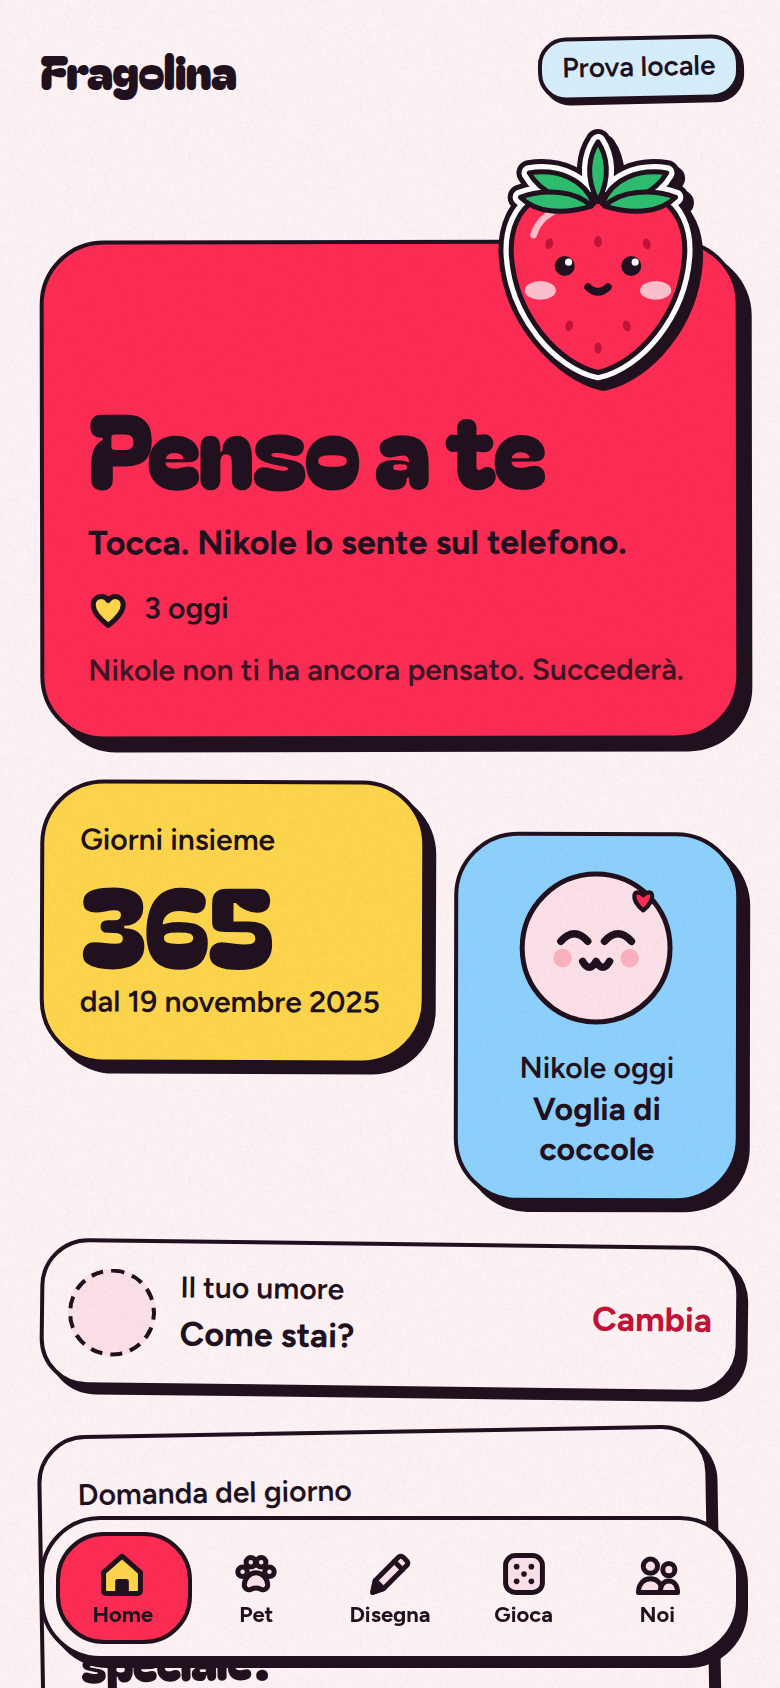 Fragolina
Prova locale
Penso a te
Tocca. Nikole lo sente sul telefono.
3 oggi
Nikole non ti ha ancora pensato. Succederà.
Giorni insieme
365
dal 19 novembre 2025
Nikole oggi
Voglia di
coccole
Il tuo umore
Come stai?
Cambia
Domanda del giorno
Home
Pet
Disegna
Gioca
Noi